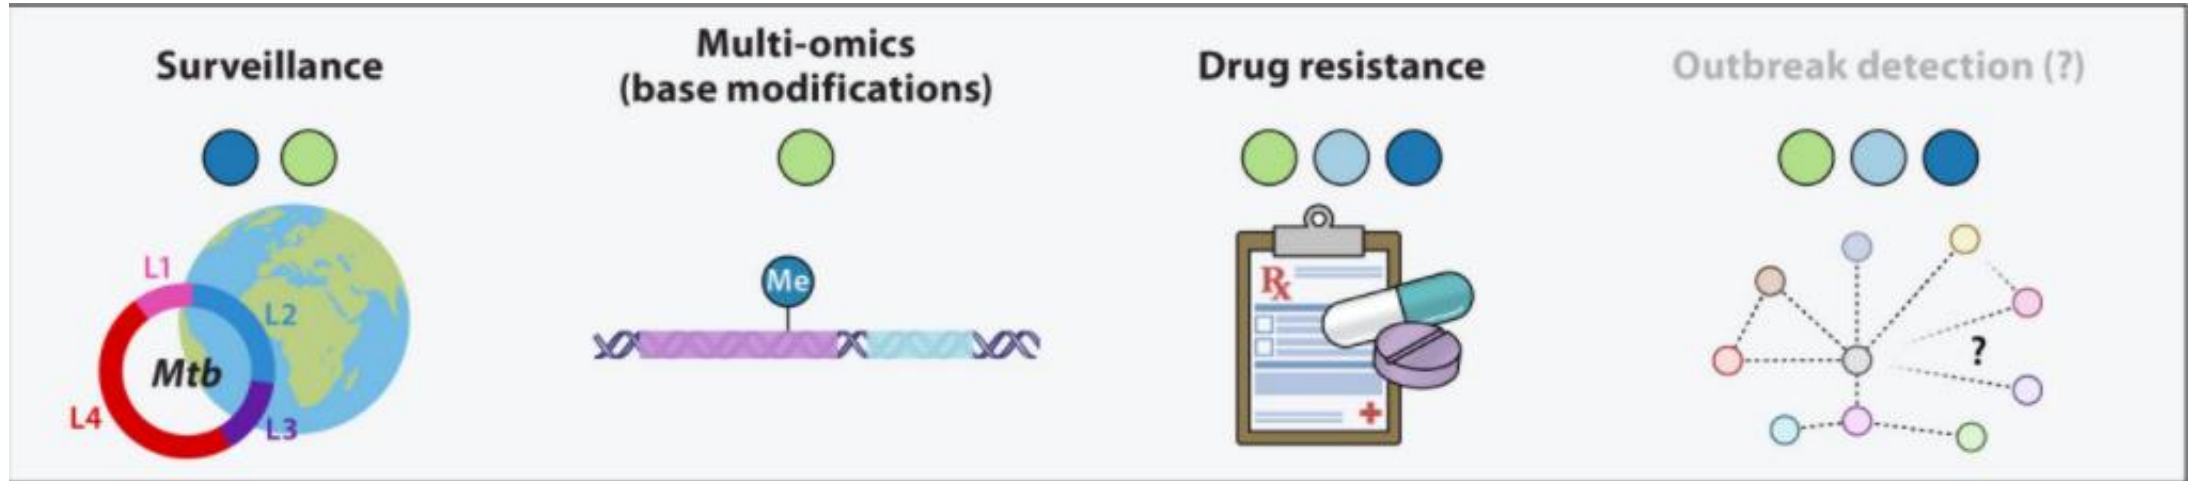 Surveillance
Multi-omics
(base modifications)
Drug resistance
Outbreak detection (?)
L1
L2
Mtb
L4
L3
Me
Rx
?